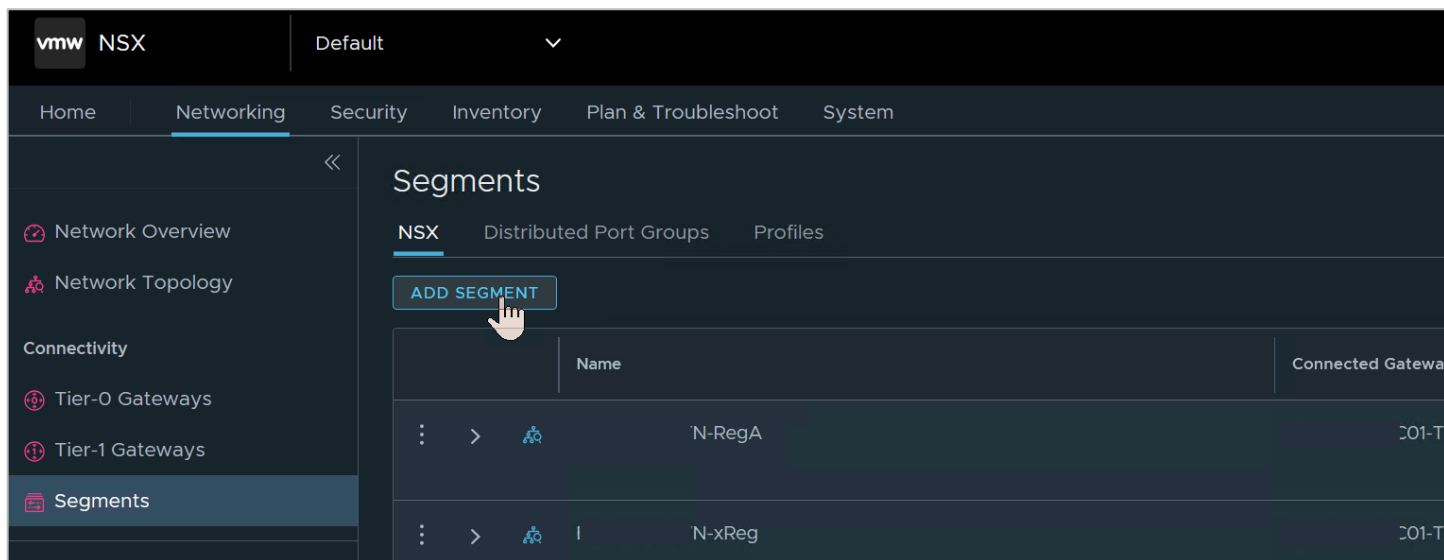 vmw NSX Default
Home Networking Security Inventory Plan & Troubleshoot System
Segments
Network Overview
NSX Distributed Port Groups Profiles
Network Topology
ADD SEGMENT
Connectivity
Name Connected Gatewa
Tier-0 Gateways
N-RegA C01-T
Tier-1 Gateways
Segments
N-xReg C01-T